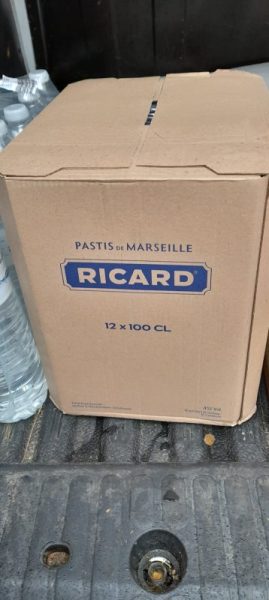 PASTIS DE MARSEILLE
RICARD
12 x 100 CL